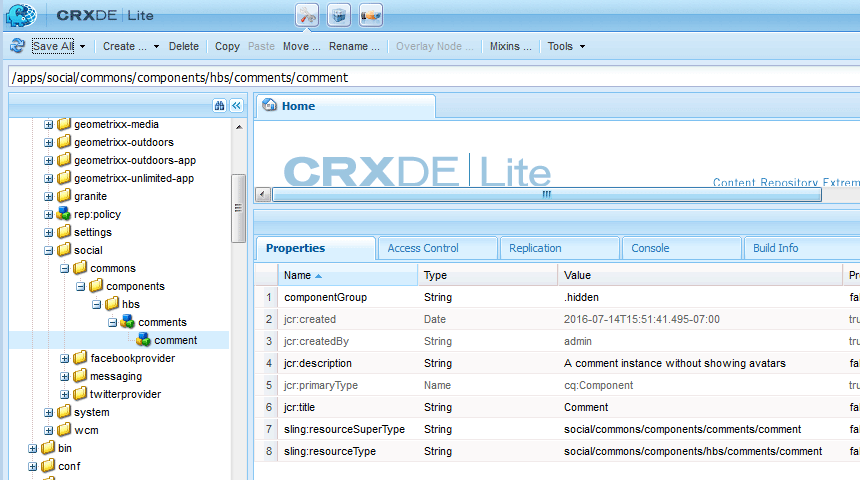 CRXDE | Lite
Save All Create ... Delete Copy Paste Move ... Rename ... Overlay Node ... Mixins ... Tools
/apps/social/commons/components/hbs/comments/comment
geometrixx-media
geometrixx-outdoors
geometrixx-outdoors-app
geometrixx-unlimited-app
granite
rep:policy
settings
social
commons
components
hbs
comments
comment
facebookprovider
messaging
twitterprovider
system
wcm
bin
conf
Home
CRXDE | Lite
Content Repository Extrem
Properties Access Control Replication Console Build Info
Name Type Value Pr
1 componentGroup String .hidden fal
2 jcr:created Date 2016-07-14T15:51:41.495-07:00 tru
3 jcr:createdBy String admin tru
4 jcr:description String A comment instance without showing avatars fal
5 jcr:primaryType Name cq:Component tru
6 jcr:title String Comment fal
7 sling:resourceSuperType String social/commons/components/comments/comment fal
8 sling:resourceType String social/commons/components/hbs/comments/comment fal